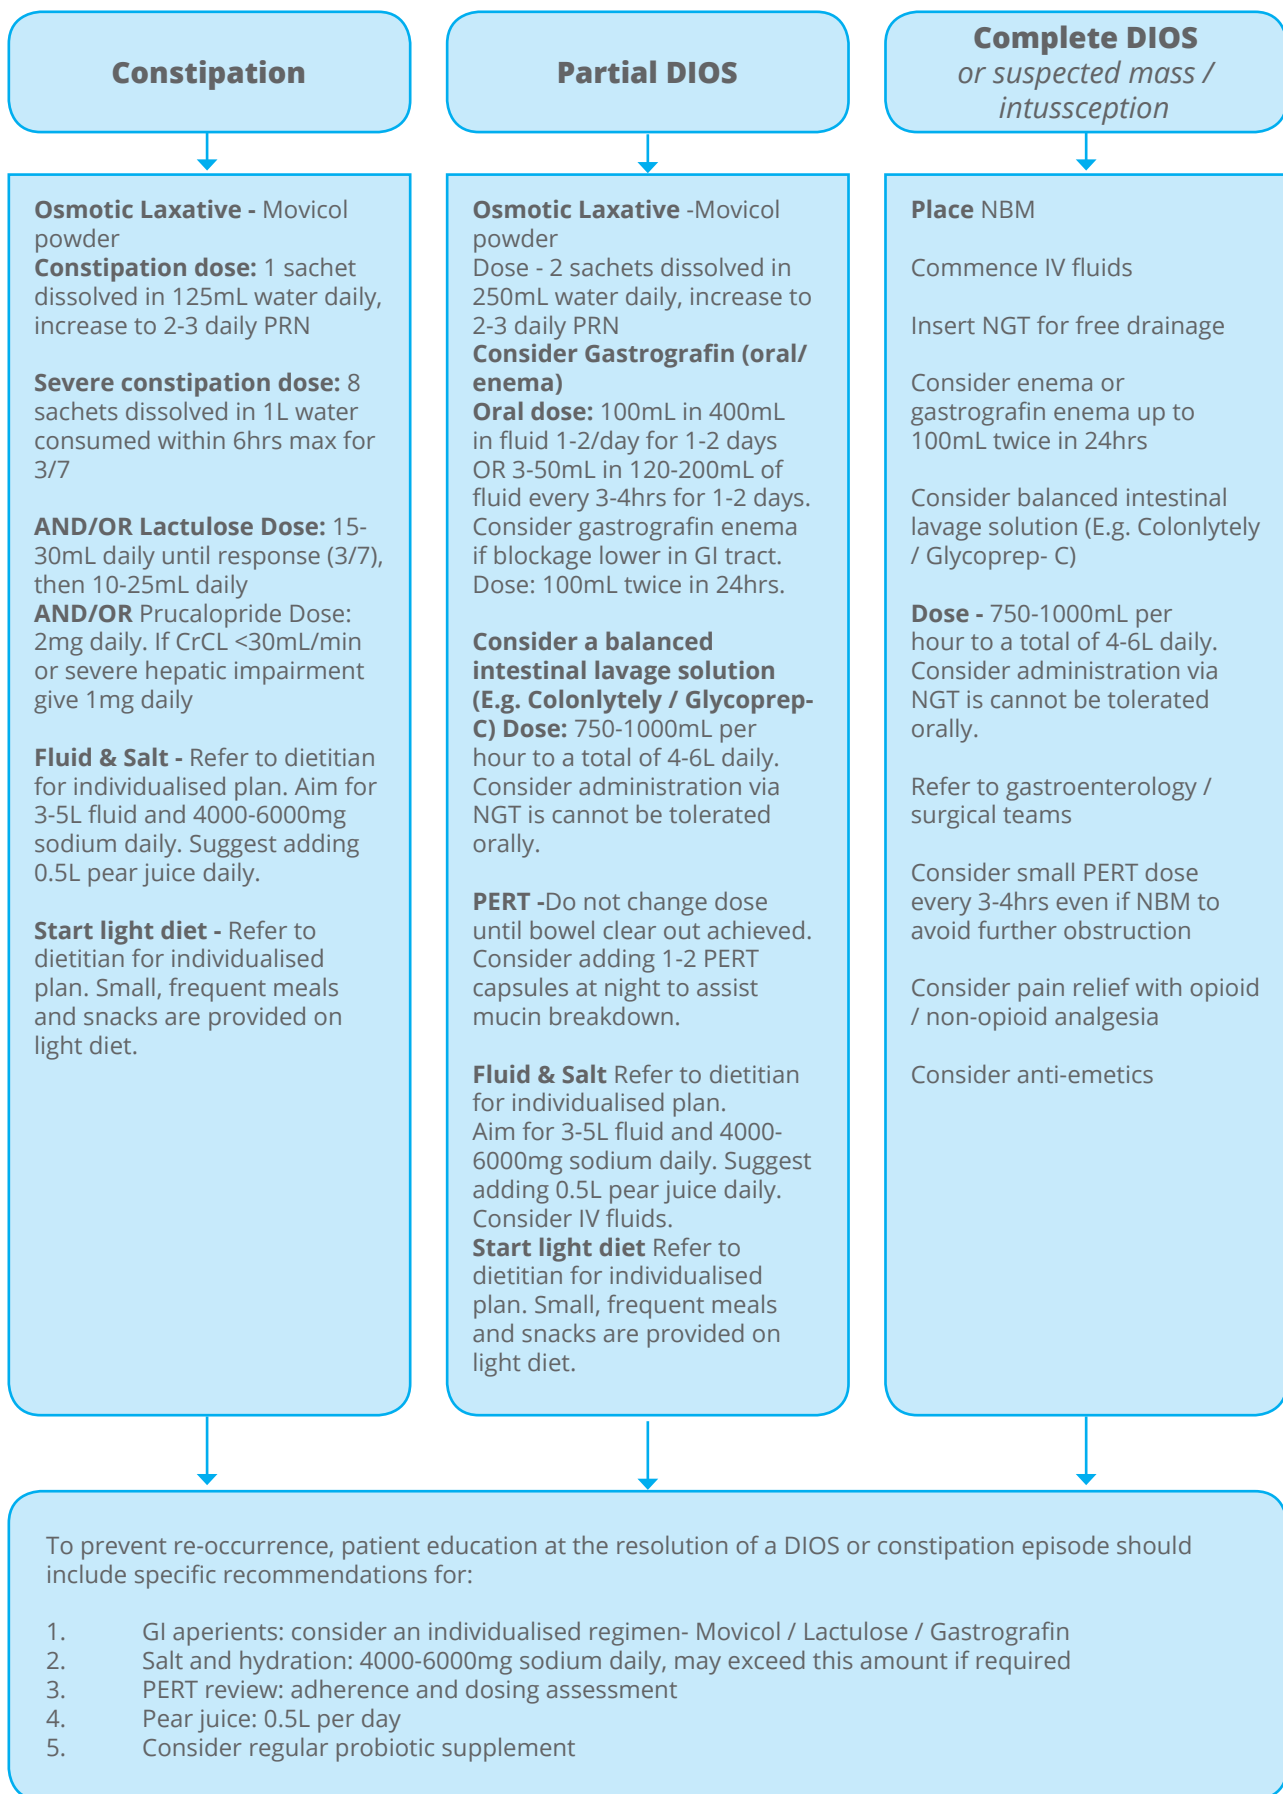 Constipation
Osmotic Laxative - Movicol
powder
Constipation dose: 1 sachet
dissolved in 125mL water daily,
increase to 2-3 daily PRN
Severe constipation dose: 8
sachets dissolved in 1L water
consumed within 6hrs max for
3/7
AND/OR Lactulose Dose: 15-
30mL daily until response (3/7),
then 10-25mL daily
AND/OR Prucalopride Dose:
2mg daily. If CrCL <30mL/min
or severe hepatic impairment
give 1mg daily
Fluid & Salt - Refer to dietitian
for individualised plan. Aim for
3-5L fluid and 4000-6000mg
sodium daily. Suggest adding
0.5L pear juice daily.
Start light diet - Refer to
dietitian for individualised
plan. Small, frequent meals
and snacks are provided on
light diet.
Partial DIOS
Osmotic Laxative -Movicol
powder
Dose - 2 sachets dissolved in
250mL water daily, increase to
2-3 daily PRN
Consider Gastrografin (oral/
enema)
Oral dose: 100mL in 400mL
in fluid 1-2/day for 1-2 days
OR 3-50mL in 120-200mL of
fluid every 3-4hrs for 1-2 days.
Consider gastrografin enema
if blockage lower in GI tract.
Dose: 100mL twice in 24hrs.
Consider a balanced
intestinal lavage solution
(E.g. Colonlytely / Glycoprep-
C) Dose: 750-1000mL per
hour to a total of 4-6L daily.
Consider administration via
NGT is cannot be tolerated
orally.
PERT -Do not change dose
until bowel clear out achieved.
Consider adding 1-2 PERT
capsules at night to assist
mucin breakdown.
Fluid & Salt Refer to dietitian
for individualised plan.
Aim for 3-5L fluid and 4000-
6000mg sodium daily. Suggest
adding 0.5L pear juice daily.
Consider IV fluids.
Start light diet Refer to
dietitian for individualised
plan. Small, frequent meals
and snacks are provided on
light diet.
Complete DIOS
or suspected mass /
intussception
Place NBM
Commence IV fluids
Insert NGT for free drainage
Consider enema or
gastrografin enema up to
100mL twice in 24hrs
Consider balanced intestinal
lavage solution (E.g. Colonlytely
/ Glycoprep- C)
Dose - 750-1000mL per
hour to a total of 4-6L daily.
Consider administration via
NGT is cannot be tolerated
orally.
Refer to gastroenterology /
surgical teams
Consider small PERT dose
every 3-4hrs even if NBM to
avoid further obstruction
Consider pain relief with opioid
/ non-opioid analgesia
Consider anti-emetics
To prevent re-occurrence, patient education at the resolution of a DIOS or constipation episode should
include specific recommendations for:
1. GI aperients: consider an individualised regimen- Movicol / Lactulose / Gastrografin
2. Salt and hydration: 4000-6000mg sodium daily, may exceed this amount if required
3. PERT review: adherence and dosing assessment
4. Pear juice: 0.5L per day
5. Consider regular probiotic supplement